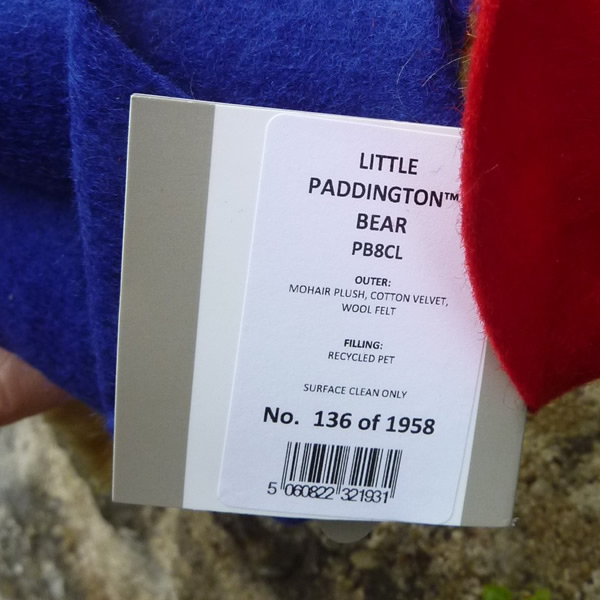 LITTLE
PADDINGTON™
BEAR
PB8CL
OUTER:
MOHAIR PLUSH, COTTON VELVET,
WOOL FELT
FILLING:
RECYCLED PET
SURFACE CLEAN ONLY
No. 136 of 1958
5 060822 321931